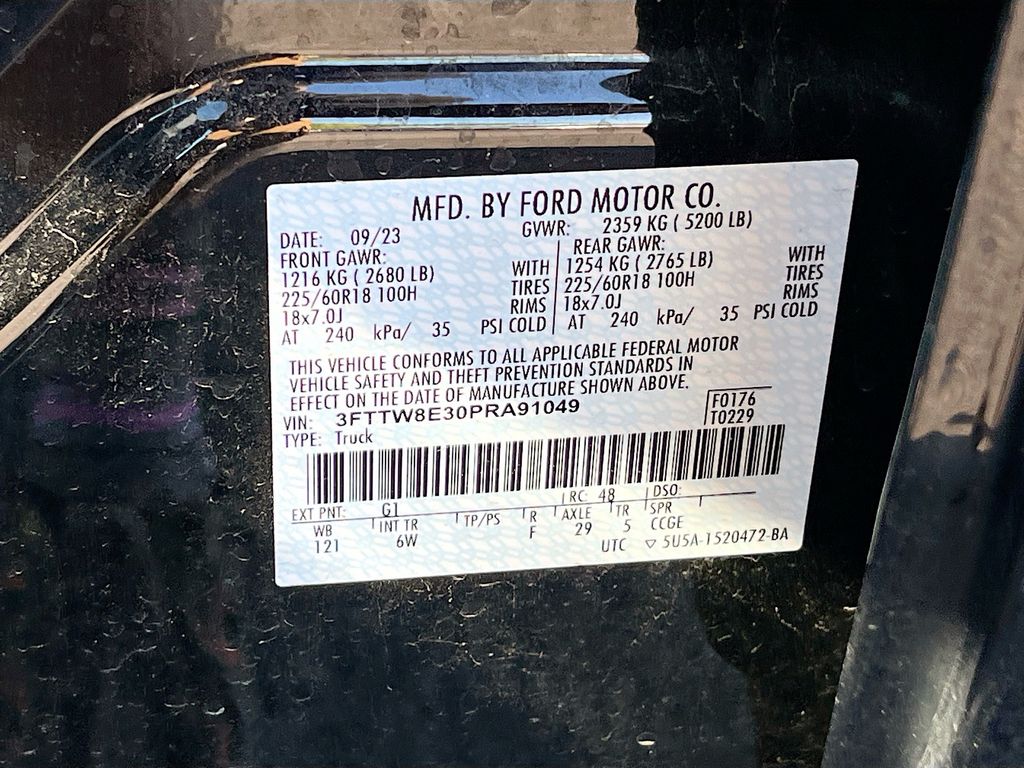 MFD. BY FORD MOTOR CO.
DATE: 09/23 GVWR: 2359 KG ( 5200 LB)
FRONT GAWR: REAR GAWR:
1216 KG ( 2680 LB) WITH 1254 KG ( 2765 LB) WITH
225/60R18 100H TIRES 225/60R18 100H TIRES
18x7.0J RIMS 18x7.0J RIMS
AT 240 kPa/ 35 PSI COLD AT 240 kPa/ 35 PSI COLD
THIS VEHICLE CONFORMS TO ALL APPLICABLE FEDERAL MOTOR
VEHICLE SAFETY AND THEFT PREVENTION STANDARDS IN
EFFECT ON THE DATE OF MANUFACTURE SHOWN ABOVE.
VIN: 3FTTW8E30PRA91049 F0176
TYPE: Truck T0229
EXT PNT: G1 RC: 48 DSO:
WB INT TR TP/PS R AXLE TR SPR
121 6W F 29 5 CCGE
UTC ▽ 5U5A-1520472-BA